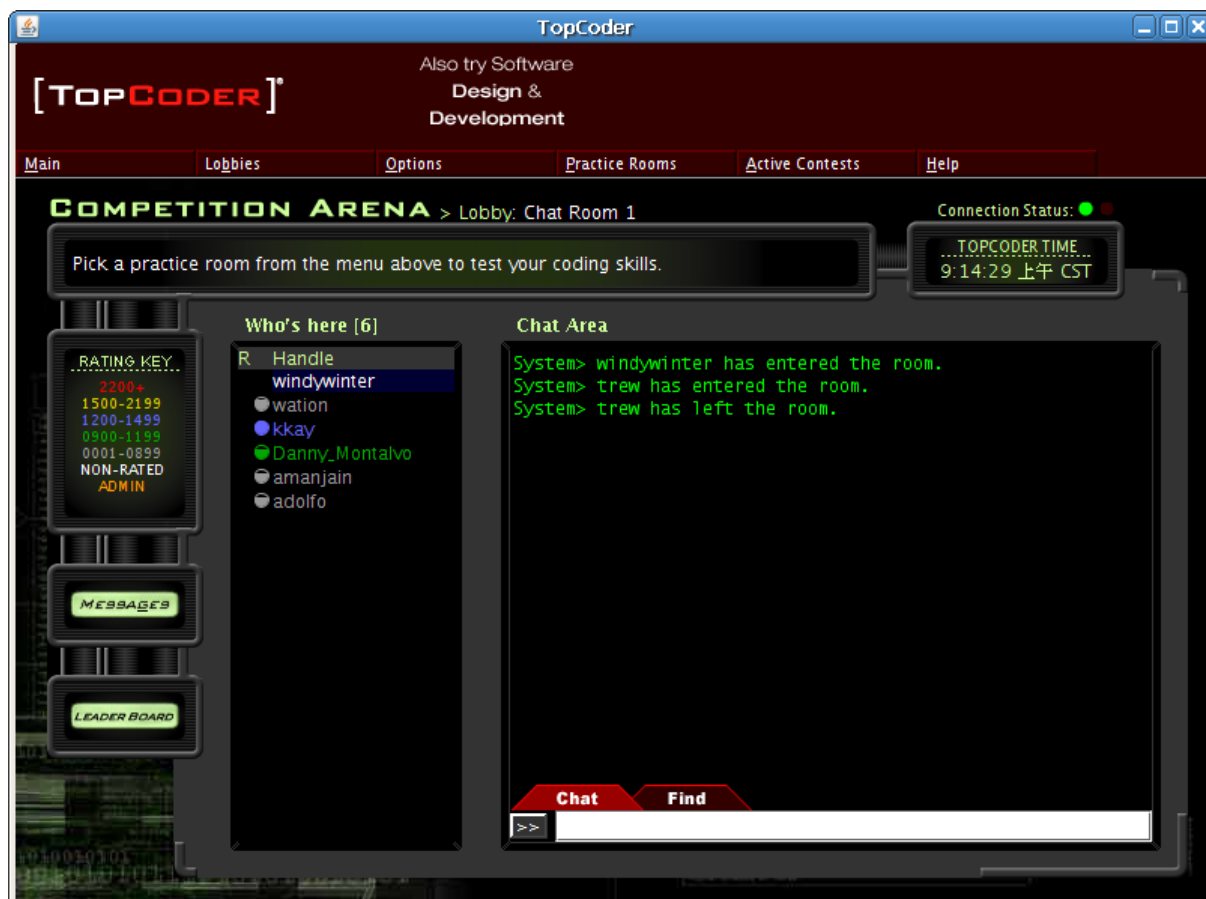 TopCoder
[TOPCODER]®
Also try Software
Design &
Development
Main Lobbies Options Practice Rooms Active Contests Help
COMPETITION ARENA > Lobby: Chat Room 1
Connection Status:
Pick a practice room from the menu above to test your coding skills.
TOPCODER TIME
9:14:29 上午 CST
Who's here [6]
Chat Area
RATING KEY
2200+
1500-2199
1200-1499
0900-1199
0001-0899
NON-RATED
ADMIN
R Handle
windywinter
wation
kkay
Danny_Montalvo
amanjain
adolfo
System> windywinter has entered the room.
System> trew has entered the room.
System> trew has left the room.
MESSAGES
LEADER BOARD
Chat Find
>>